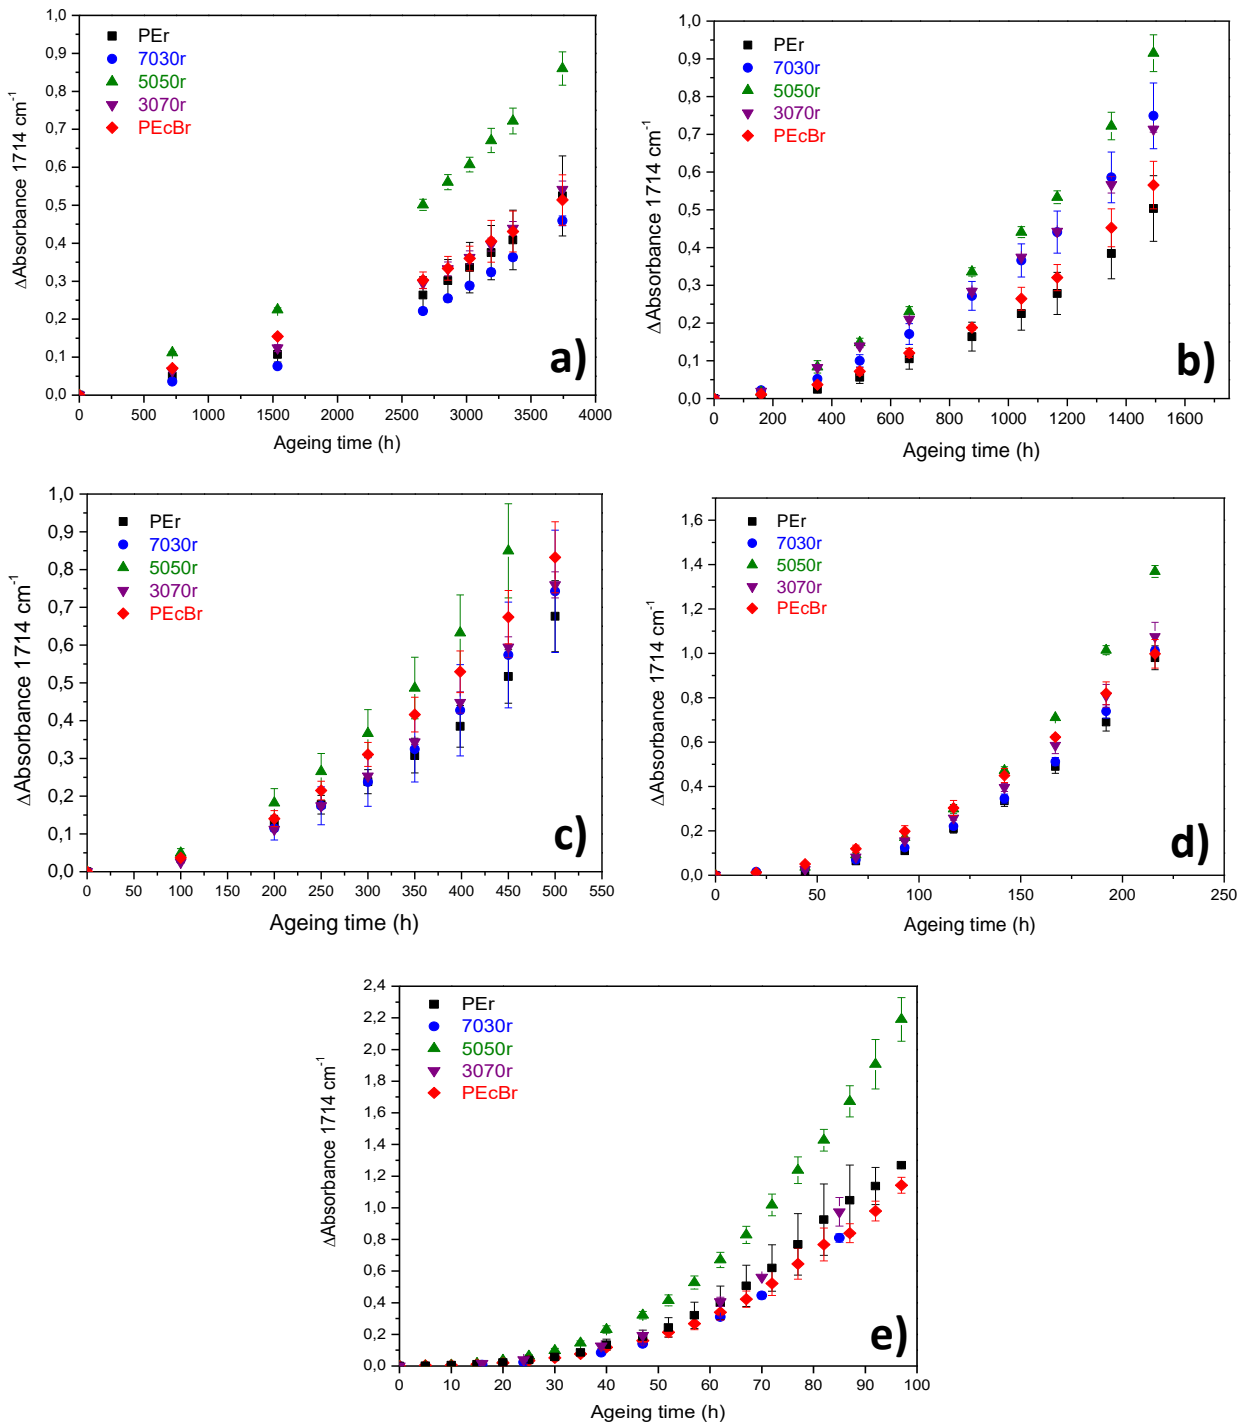 1,0
0,9
0,8
0,7
0,6
0,5
0,4
0,3
0,2
0,1
0,0
ΔAbsorbance 1714 cm⁻¹
PEr
7030r
5050r
3070r
PEcBr
a)
0 500 1000 1500 2000 2500 3000 3500 4000
Ageing time (h)
1,0
0,9
0,8
0,7
0,6
0,5
0,4
0,3
0,2
0,1
0,0
ΔAbsorbance 1714 cm⁻¹
PEr
7030r
5050r
3070r
PEcBr
b)
0 200 400 600 800 1000 1200 1400 1600
Ageing time (h)
1,0
0,9
0,8
0,7
0,6
0,5
0,4
0,3
0,2
0,1
0,0
ΔAbsorbance 1714 cm⁻¹
PEr
7030r
5050r
3070r
PEcBr
c)
0 50 100 150 200 250 300 350 400 450 500 550
Ageing time (h)
1,6
1,4
1,2
1,0
0,8
0,6
0,4
0,2
0,0
ΔAbsorbance 1714 cm⁻¹
PEr
7030r
5050r
3070r
PEcBr
d)
0 50 100 150 200 250
Ageing time (h)
2,4
2,2
2,0
1,8
1,6
1,4
1,2
1,0
0,8
0,6
0,4
0,2
0,0
ΔAbsorbance 1714 cm⁻¹
PEr
7030r
5050r
3070r
PEcBr
e)
0 10 20 30 40 50 60 70 80 90 100
Ageing time (h)